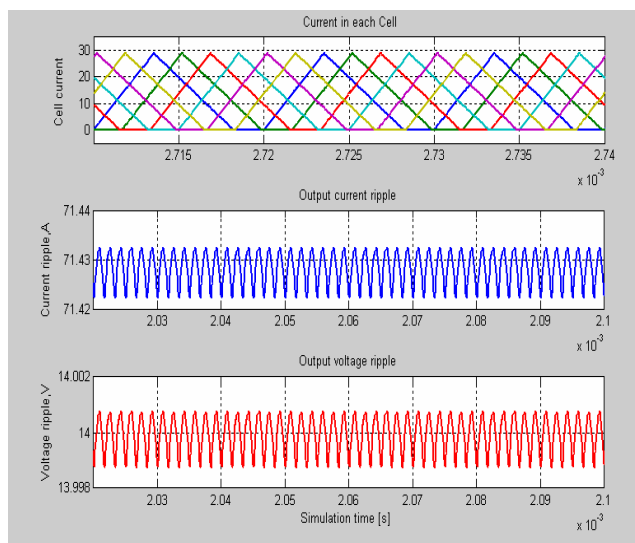 Current in each Cell
30
20
10
0
Cell current
2.715 2.72 2.725 2.73 2.735 2.74
x 10-3
Output current ripple
71.44
71.43
71.42
Current ripple,A
2.03 2.04 2.05 2.06 2.07 2.08 2.09 2.1
x 10-3
Output voltage ripple
14.002
14
13.998
Voltage ripple,V
2.03 2.04 2.05 2.06 2.07 2.08 2.09 2.1
Simulation time [s]
x 10-3